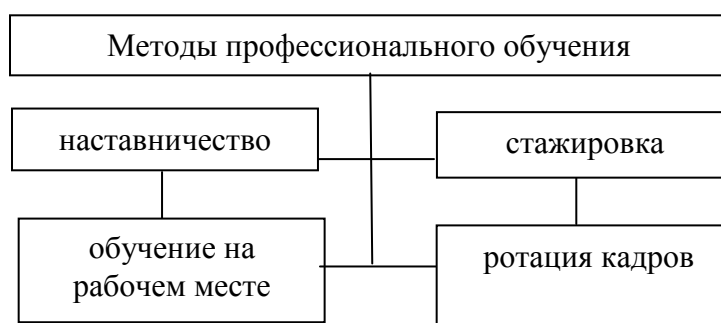 Методы профессионального обучения
наставничество
стажировка
обучение на
рабочем месте
ротация кадров